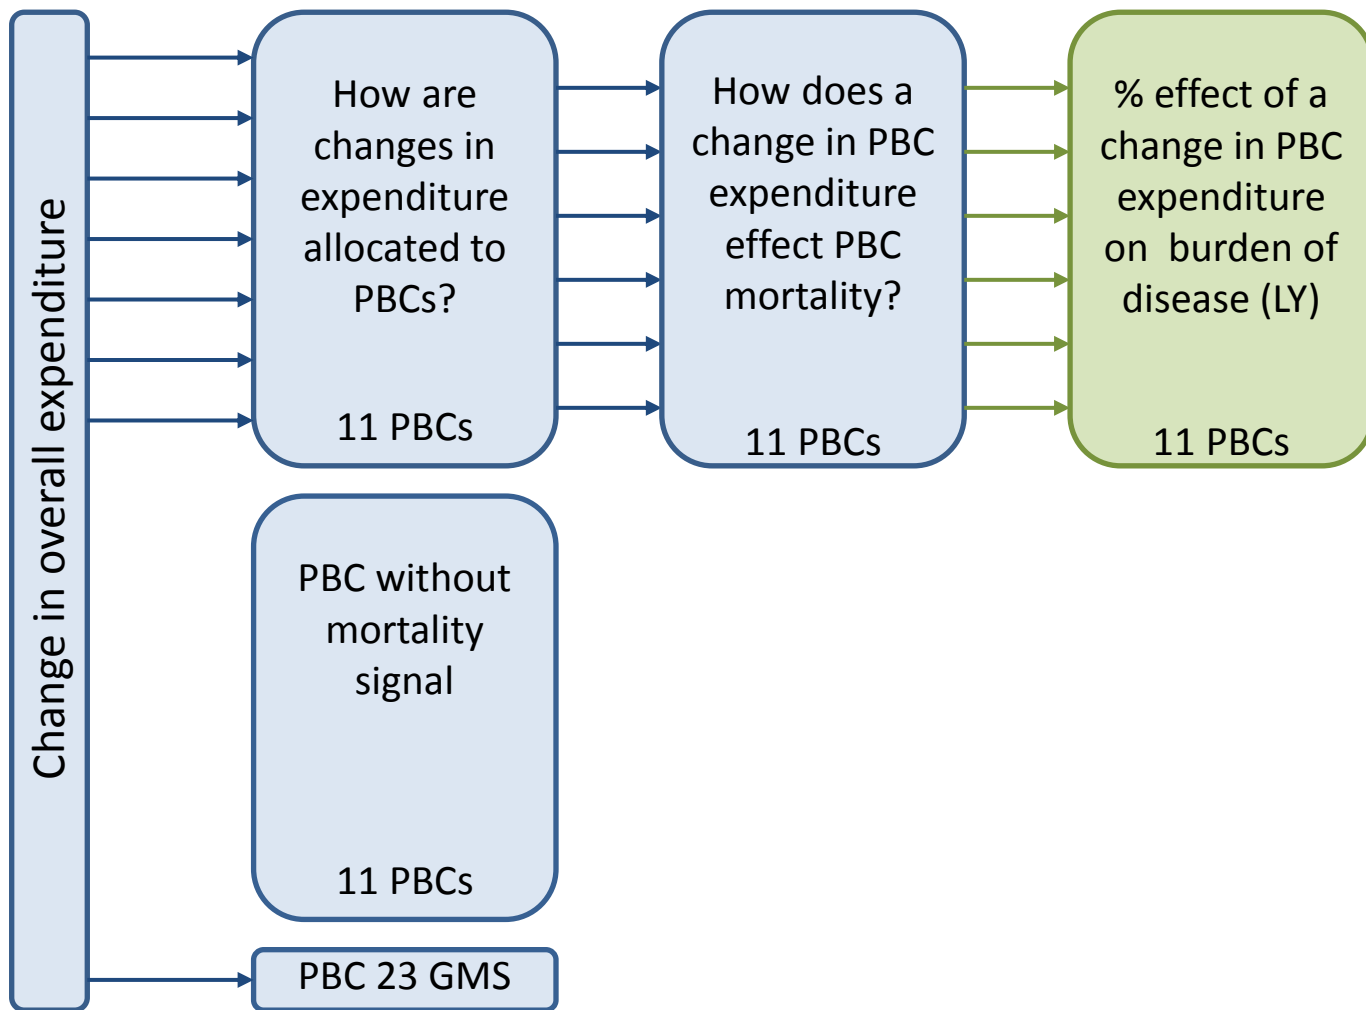 Change in overall expenditure
How are
changes in
expenditure
allocated to
PBCs?
11 PBCs
How does a
change in PBC
expenditure
effect PBC
mortality?
11 PBCs
% effect of a
change in PBC
expenditure
on burden of
disease (LY)
11 PBCs
PBC without
mortality
signal
11 PBCs
PBC 23 GMS